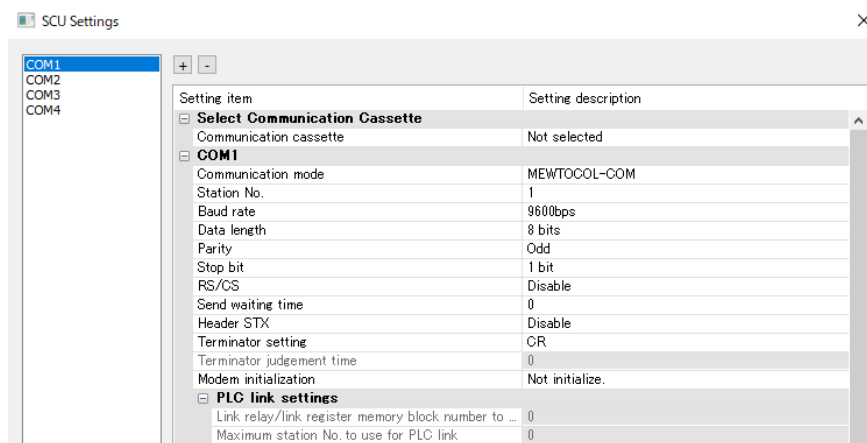 SCU Settings
COM1
COM2
COM3
COM4
+ -
Setting item Setting description
Select Communication Cassette
Communication cassette Not selected
COM1
Communication mode MEWTOCOL-COM
Station No. 1
Baud rate 9600bps
Data length 8 bits
Parity Odd
Stop bit 1 bit
RS/CS Disable
Send waiting time 0
Header STX Disable
Terminator setting CR
Terminator judgement time 0
Modem initialization Not initialize.
PLC link settings
Link relay/link register memory block number to ... 0
Maximum station No. to use for PLC link 0